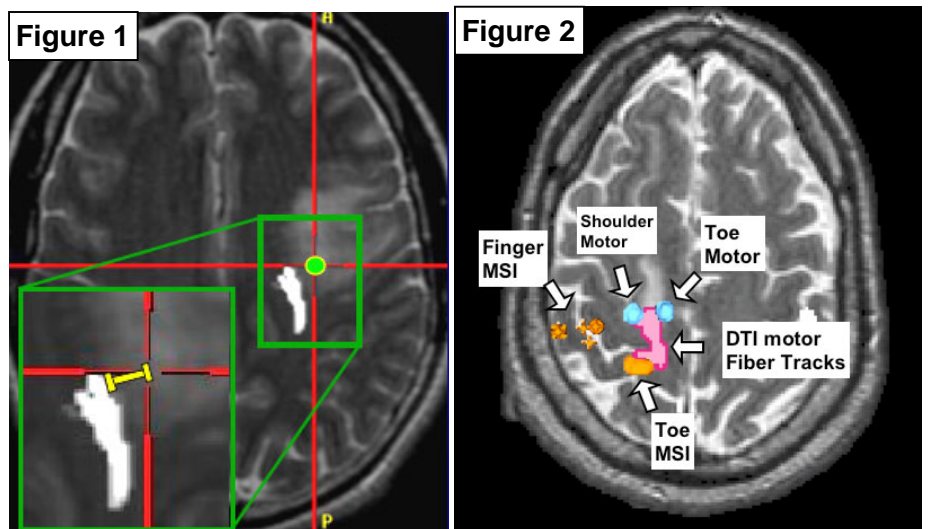 Figure 1
A
P
Figure 2
Shoulder
Motor
Toe
Motor
Finger
MSI
DTI motor
Fiber Tracks
Toe
MSI